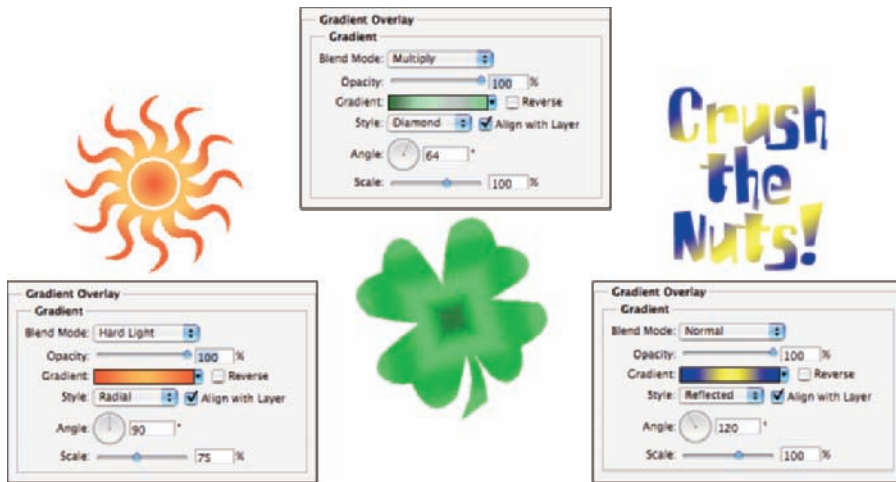 Gradient Overlay
Gradient
Blend Mode: Multiply
Opacity: 100 %
Gradient: Reverse
Style: Diamond Align with Layer
Angle: 64 °
Scale: 100 %
Crush
the
Nuts!
Gradient Overlay
Gradient
Blend Mode: Hard Light
Opacity: 100 %
Gradient: Reverse
Style: Radial Align with Layer
Angle: 90 °
Scale: 75 %
Gradient Overlay
Gradient
Blend Mode: Normal
Opacity: 100 %
Gradient: Reverse
Style: Reflected Align with Layer
Angle: 120 °
Scale: 100 %